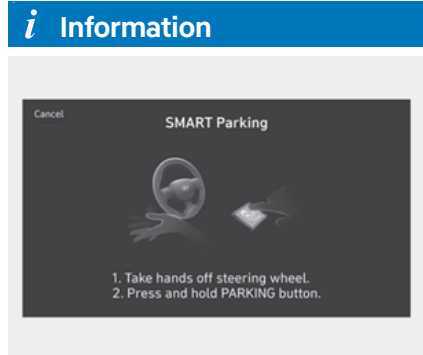 i Information
Cancel
SMART Parking
1. Take hands off steering wheel.
2. Press and hold PARKING button.